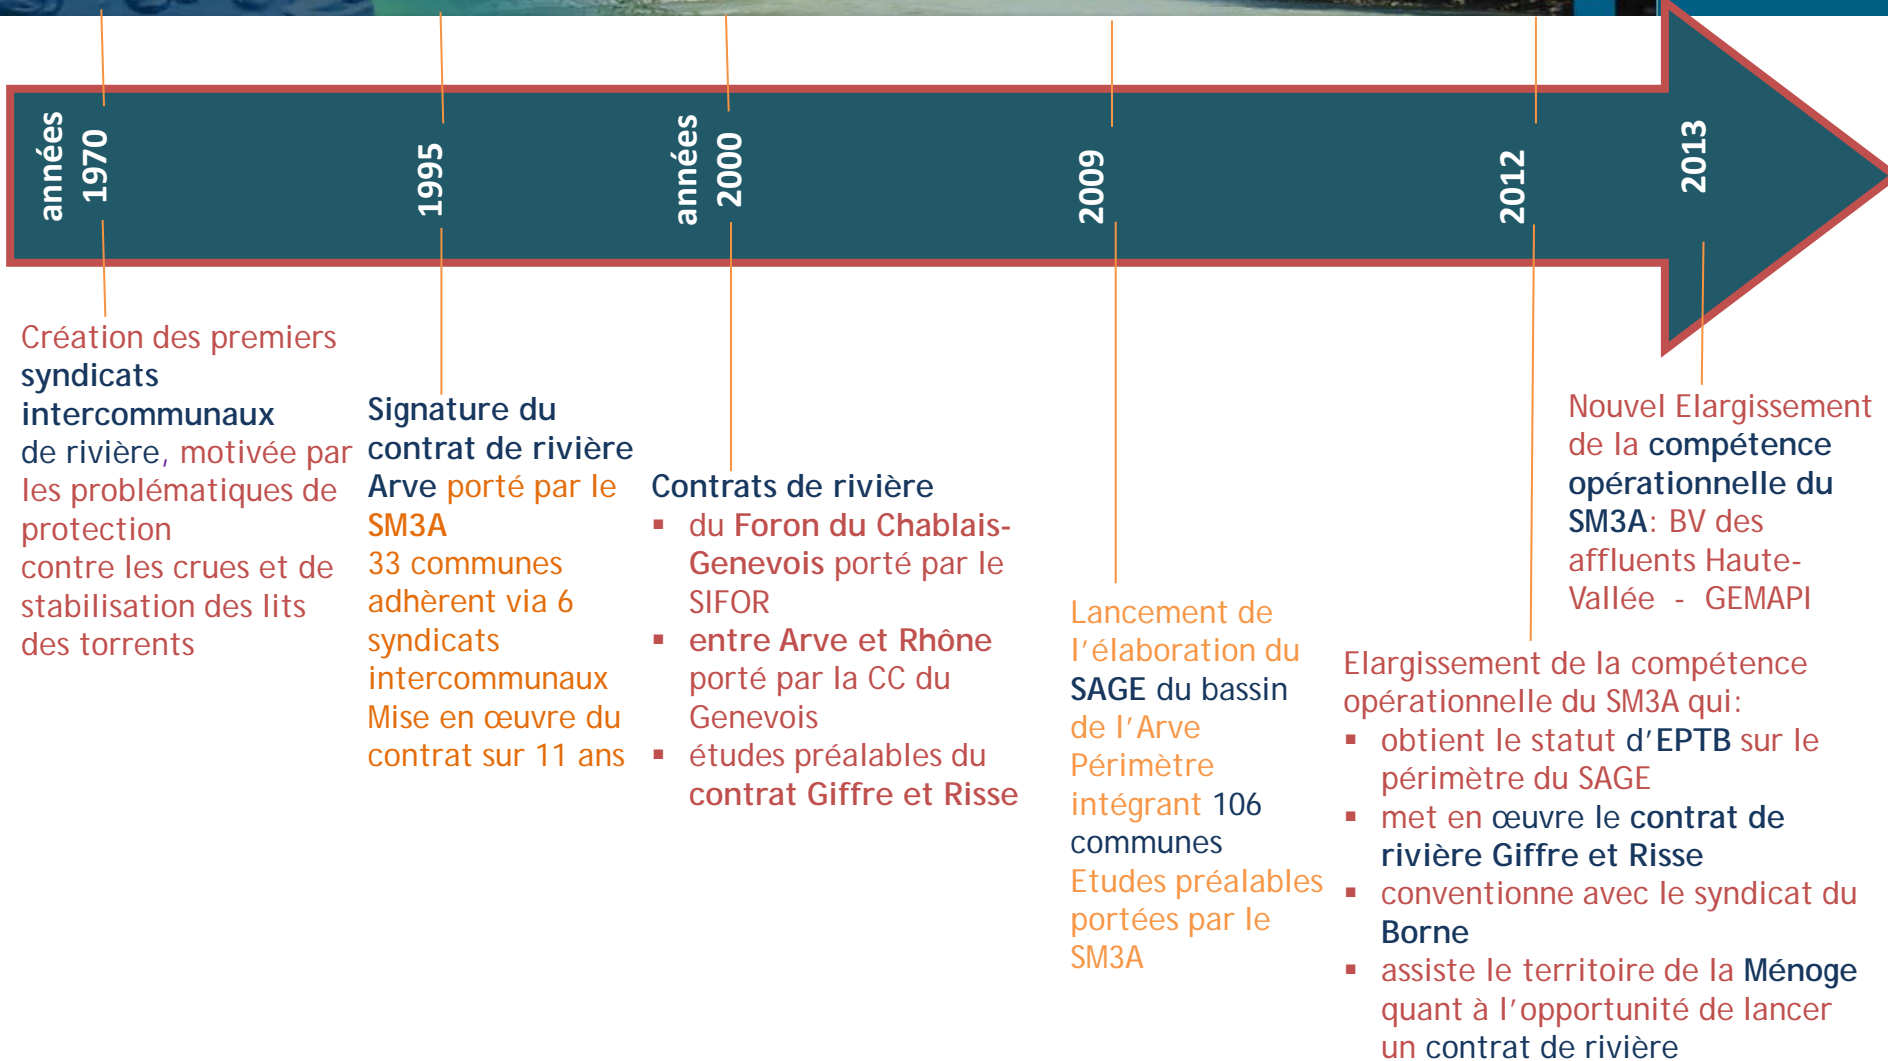 années
1970
1995
années
2000
2009
2012
2013
Création des premiers
syndicats
intercommunaux
de rivière, motivée par
les problématiques de
protection
contre les crues et de
stabilisation des lits
des torrents
Signature du
contrat de rivière
Arve porté par le
SM3A
33 communes
adhèrent via 6
syndicats
intercommunaux
Mise en œuvre du
contrat sur 11 ans
Contrats de rivière
▪ du Foron du Chablais-
Genevois porté par le
SIFOR
▪ entre Arve et Rhône
porté par la CC du
Genevois
▪ études préalables du
contrat Giffre et Risse
Lancement de
l’élaboration du
SAGE du bassin
de l’Arve
Périmètre
intégrant 106
communes
Etudes préalables
portées par le
SM3A
Elargissement de la compétence
opérationnelle du SM3A qui:
▪ obtient le statut d’EPTB sur le
périmètre du SAGE
▪ met en œuvre le contrat de
rivière Giffre et Risse
▪ conventionne avec le syndicat du
Borne
▪ assiste le territoire de la Ménoge
quant à l’opportunité de lancer
un contrat de rivière
Nouvel Elargissement
de la compétence
opérationnelle du
SM3A: BV des
affluents Haute-
Vallée - GEMAPI